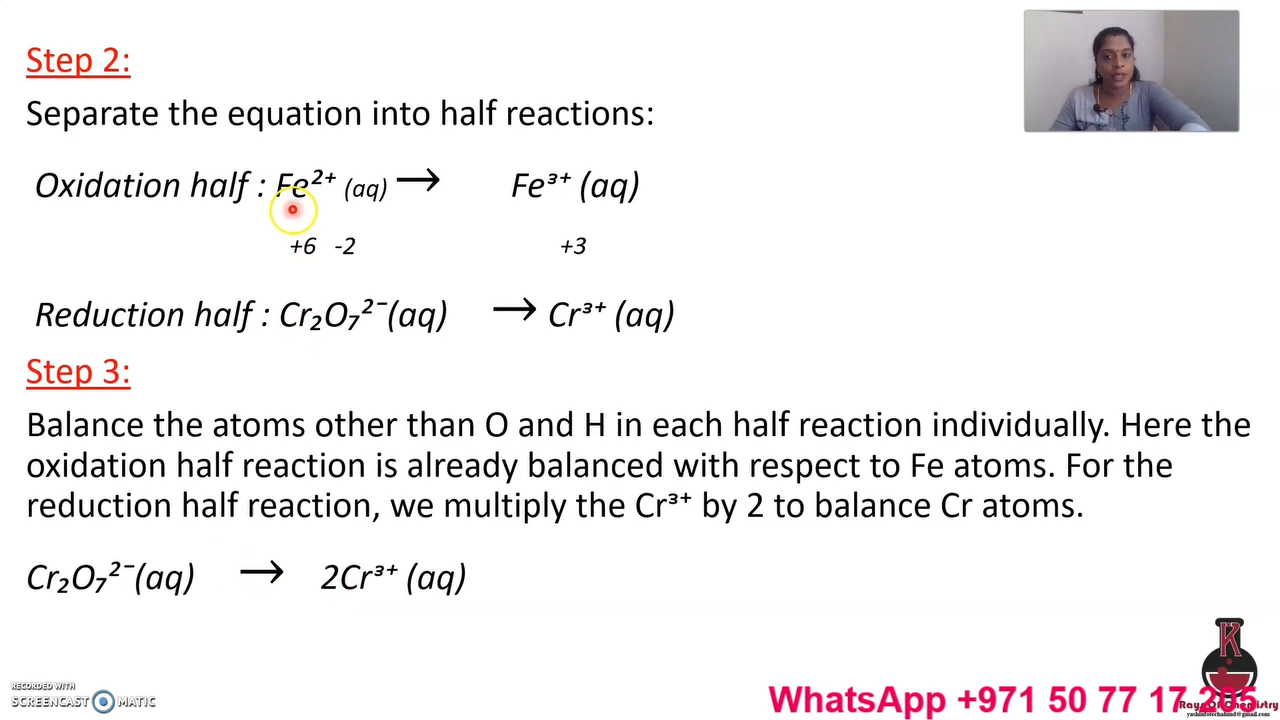 Step 2:
Separate the equation into half reactions:
Oxidation half : Fe²⁺ (aq) → Fe³⁺ (aq)
+6 -2 +3
Reduction half : Cr₂O₇²⁻(aq) → Cr³⁺ (aq)
Step 3:
Balance the atoms other than O and H in each half reaction individually. Here the
oxidation half reaction is already balanced with respect to Fe atoms. For the
reduction half reaction, we multiply the Cr³⁺ by 2 to balance Cr atoms.
Cr₂O₇²⁻(aq) → 2Cr³⁺ (aq)
K
RECORDED WITH
SCREENCAST MATIC
WhatsApp +971 50 77 17 205